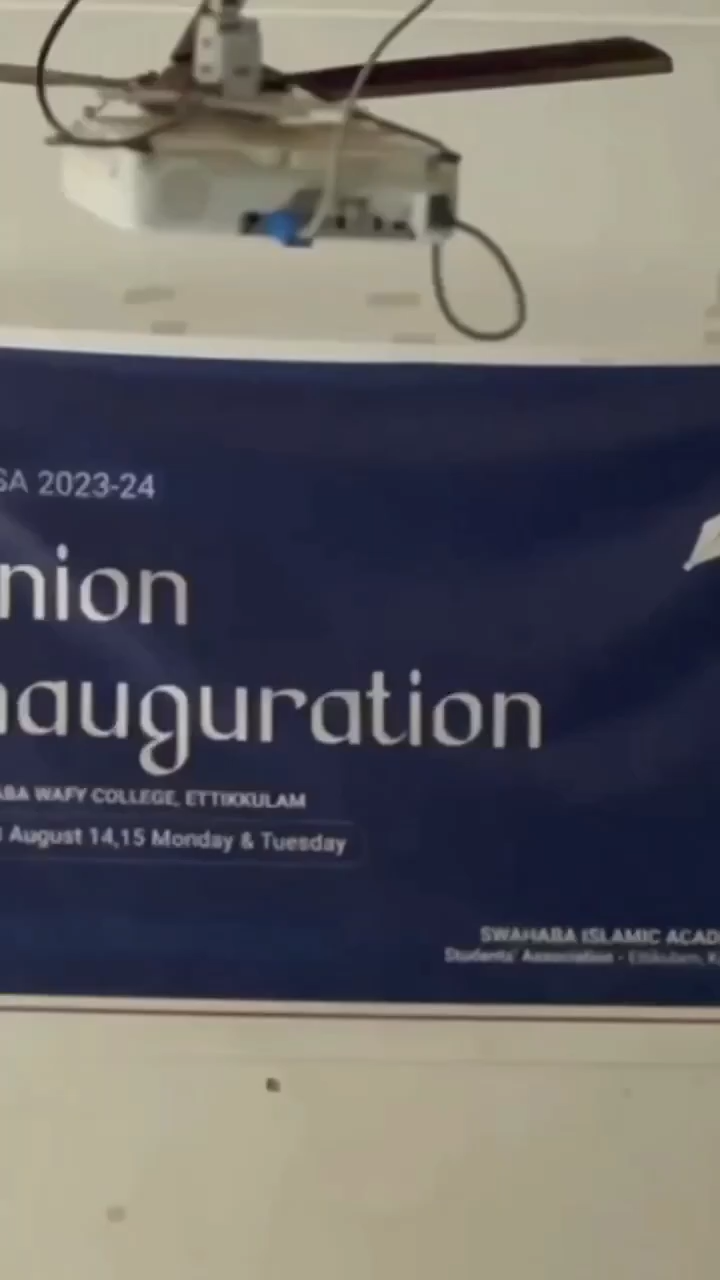 SA 2023-24
nion
nauguration
ABA WAFY COLLEGE, ETTIKKULAM
August 14,15 Monday & Tuesday
SWAHABA ISLAMIC ACAD
Students' Association - Ettikulam, K